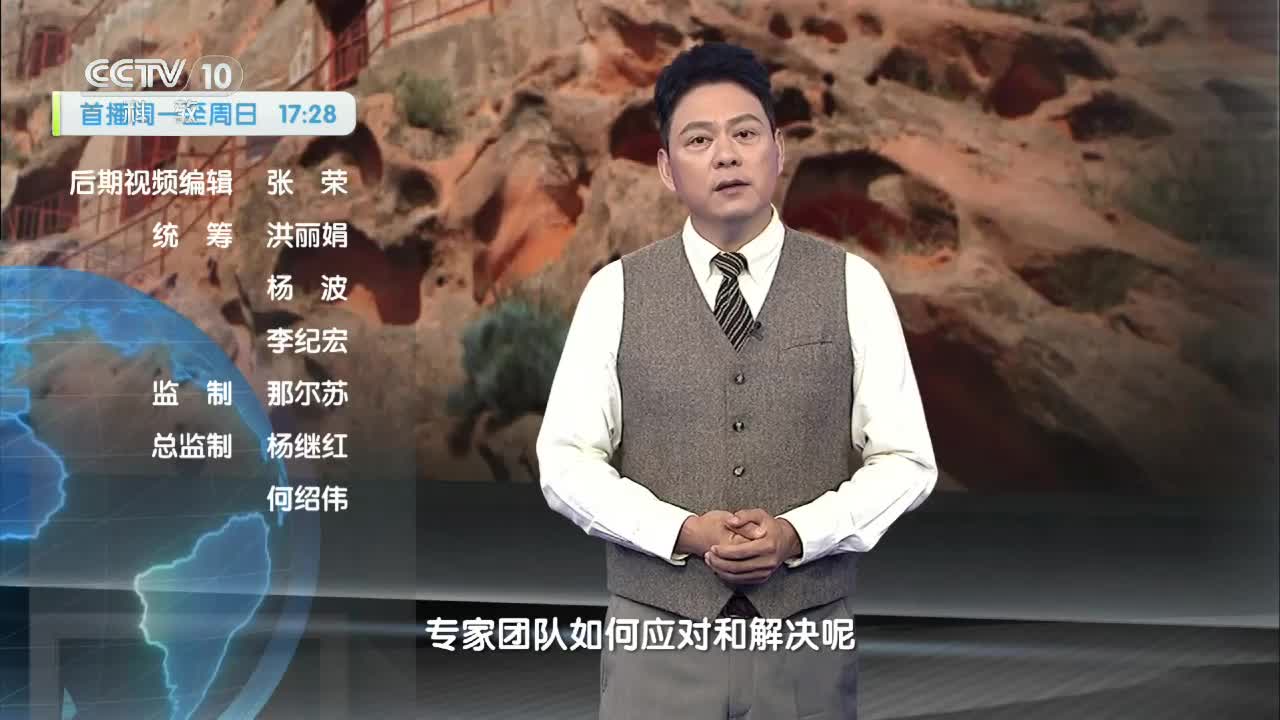 CCTV 10
科教
首播周一至周日 17:28
后期视频编辑 张 荣
统 筹 洪丽娟
杨 波
李纪宏
监 制 那尔苏
总监制 杨继红
何绍伟
专家团队如何应对和解决呢